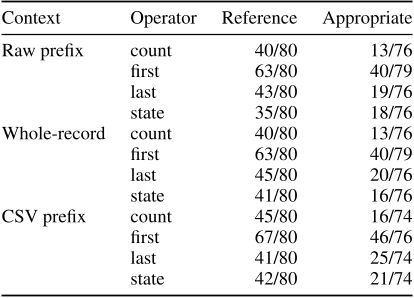 Context Operator Reference Appropriate
Raw prefix count 40/80 13/76
first 63/80 40/79
last 43/80 19/76
state 35/80 18/76
Whole-record count 40/80 13/76
first 63/80 40/79
last 45/80 20/76
state 41/80 16/76
CSV prefix count 45/80 16/74
first 67/80 46/76
last 41/80 25/74
state 42/80 21/74